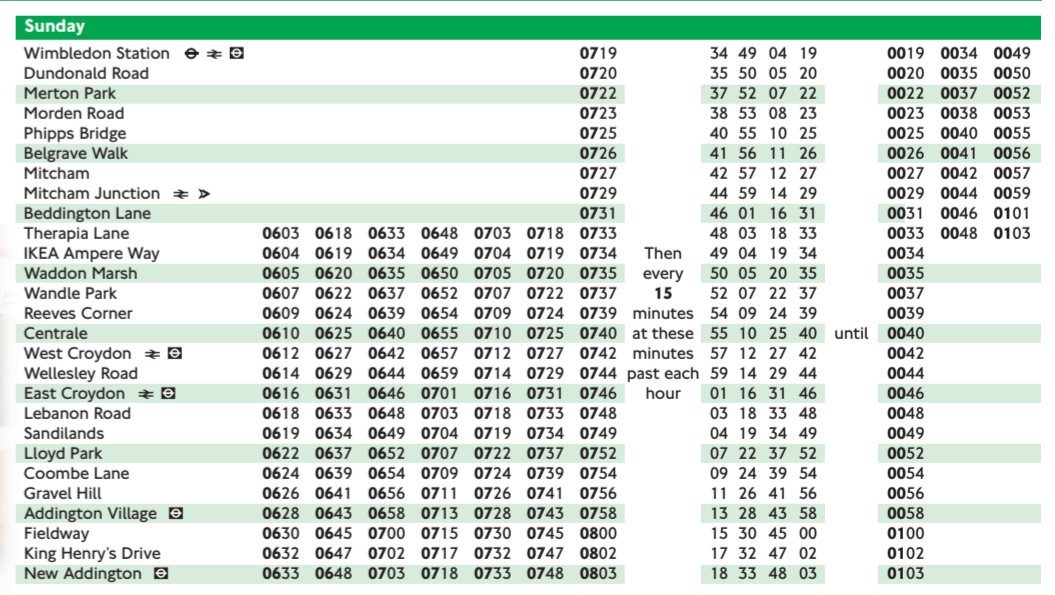 Sunday
Wimbledon Station 0719 34 49 04 19 0019 0034 0049
Dundonald Road 0720 35 50 05 20 0020 0035 0050
Merton Park 0722 37 52 07 22 0022 0037 0052
Morden Road 0723 38 53 08 23 0023 0038 0053
Phipps Bridge 0725 40 55 10 25 0025 0040 0055
Belgrave Walk 0726 41 56 11 26 0026 0041 0056
Mitcham 0727 42 57 12 27 0027 0042 0057
Mitcham Junction 0729 44 59 14 29 0029 0044 0059
Beddington Lane 0731 46 01 16 31 0031 0046 0101
Therapia Lane 0603 0618 0633 0648 0703 0718 0733 48 03 18 33 0033 0048 0103
IKEA Ampere Way 0604 0619 0634 0649 0704 0719 0734 Then 49 04 19 34 0034
Waddon Marsh 0605 0620 0635 0650 0705 0720 0735 every 50 05 20 35 0035
Wandle Park 0607 0622 0637 0652 0707 0722 0737 15 52 07 22 37 0037
Reeves Corner 0609 0624 0639 0654 0709 0724 0739 minutes 54 09 24 39 0039
Centrale 0610 0625 0640 0655 0710 0725 0740 at these 55 10 25 40 until 0040
West Croydon 0612 0627 0642 0657 0712 0727 0742 minutes 57 12 27 42 0042
Wellesley Road 0614 0629 0644 0659 0714 0729 0744 past each 59 14 29 44 0044
East Croydon 0616 0631 0646 0701 0716 0731 0746 hour 01 16 31 46 0046
Lebanon Road 0618 0633 0648 0703 0718 0733 0748 03 18 33 48 0048
Sandilands 0619 0634 0649 0704 0719 0734 0749 04 19 34 49 0049
Lloyd Park 0622 0637 0652 0707 0722 0737 0752 07 22 37 52 0052
Coombe Lane 0624 0639 0654 0709 0724 0739 0754 09 24 39 54 0054
Gravel Hill 0626 0641 0656 0711 0726 0741 0756 11 26 41 56 0056
Addington Village 0628 0643 0658 0713 0728 0743 0758 13 28 43 58 0058
Fieldway 0630 0645 0700 0715 0730 0745 0800 15 30 45 00 0100
King Henry's Drive 0632 0647 0702 0717 0732 0747 0802 17 32 47 02 0102
New Addington 0633 0648 0703 0718 0733 0748 0803 18 33 48 03 0103